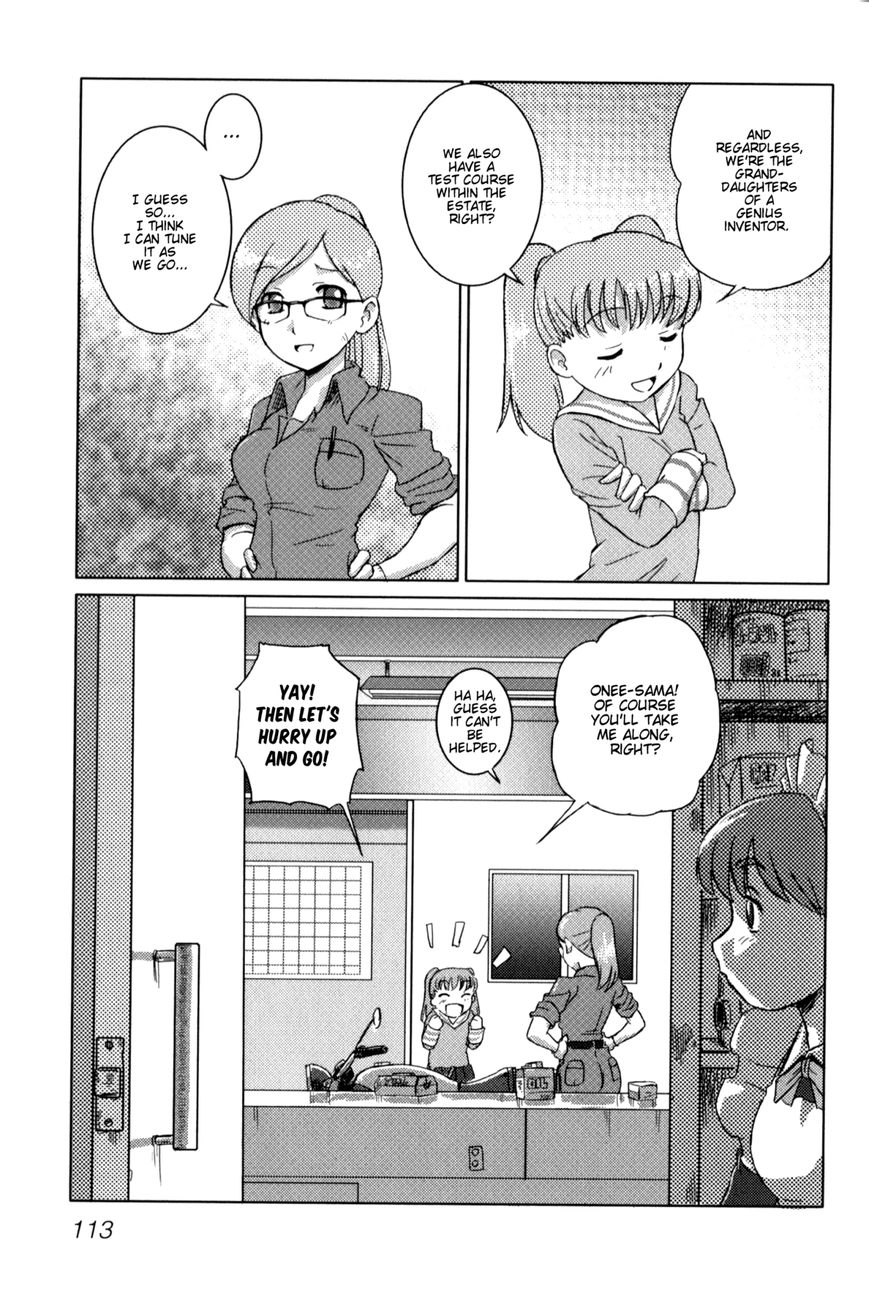 AND
REGARDLESS,
WE'RE THE
GRAND-
DAUGHTERS
OF A
GENIUS
INVENTOR.
WE ALSO
HAVE A
TEST COURSE
WITHIN THE
ESTATE,
RIGHT?
...
I GUESS
SO...
I THINK
I CAN TUNE
IT AS
WE GO...
ONEE-SAMA!
OF COURSE
YOU'LL TAKE
ME ALONG,
RIGHT?
HA HA,
GUESS
IT CAN'T
BE
HELPED.
YAY!
THEN LET'S
HURRY UP
AND GO!
113